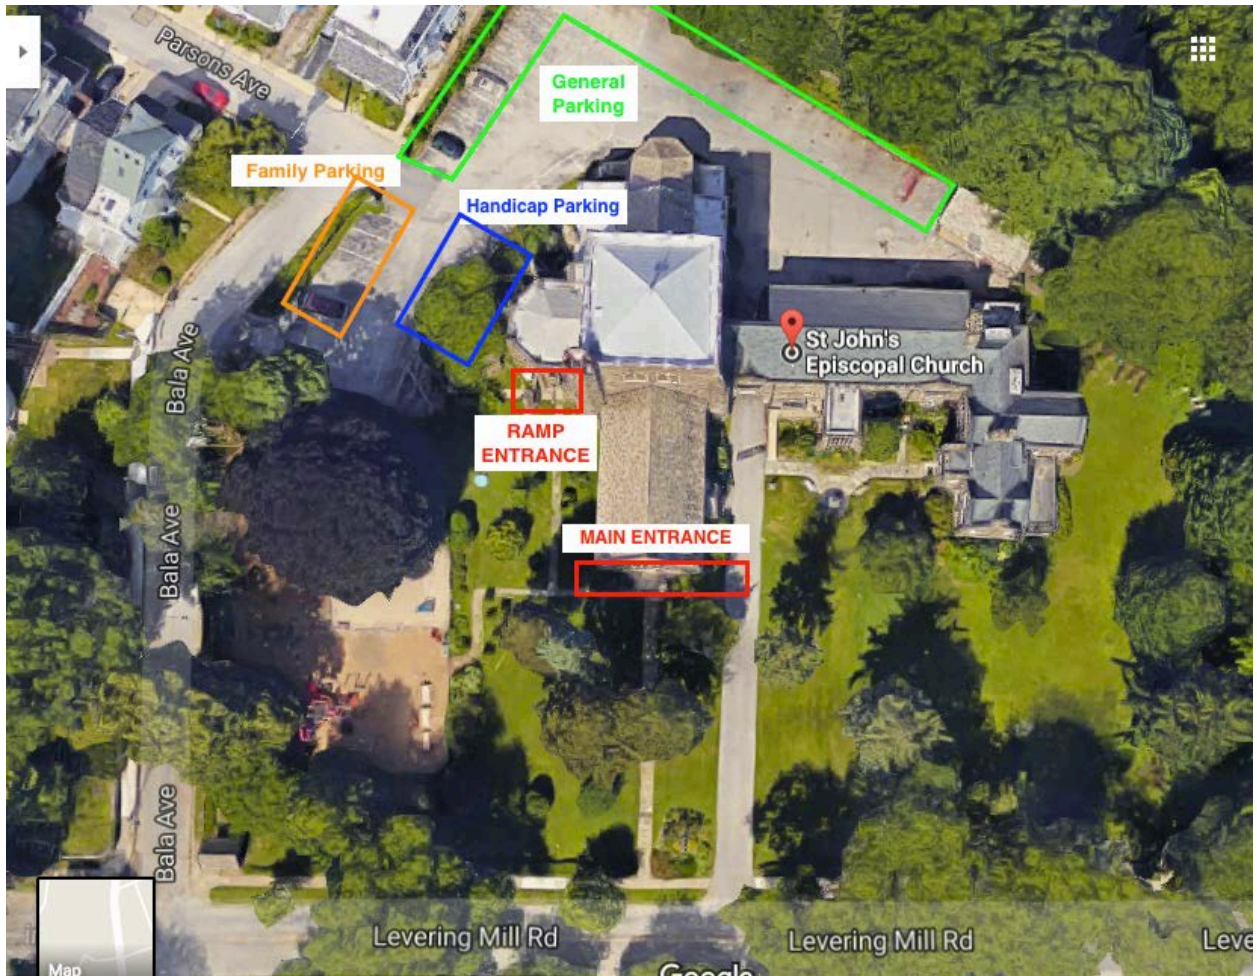 Parsons Ave
General
Parking
Family Parking
Handicap Parking
St John's
Episcopal Church
Bala Ave
RAMP
ENTRANCE
MAIN ENTRANCE
Bala Ave
Bala Ave
Levering Mill Rd
Levering Mill Rd
Leve
Map
Google